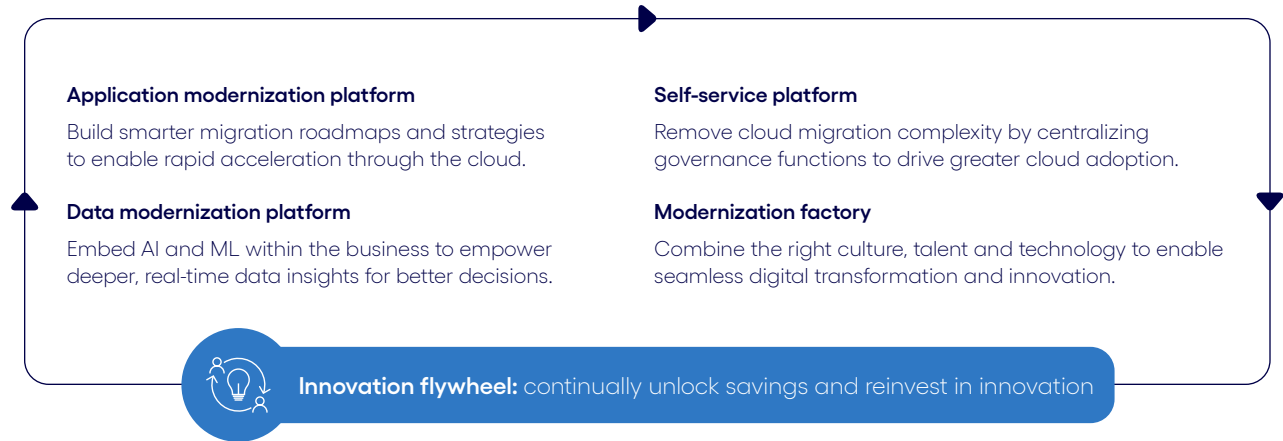 Application modernization platform
Build smarter migration roadmaps and strategies
to enable rapid acceleration through the cloud.
Data modernization platform
Embed AI and ML within the business to empower
deeper, real-time data insights for better decisions.
Self-service platform
Remove cloud migration complexity by centralizing
governance functions to drive greater cloud adoption.
Modernization factory
Combine the right culture, talent and technology to enable
seamless digital transformation and innovation.
Innovation flywheel: continually unlock savings and reinvest in innovation